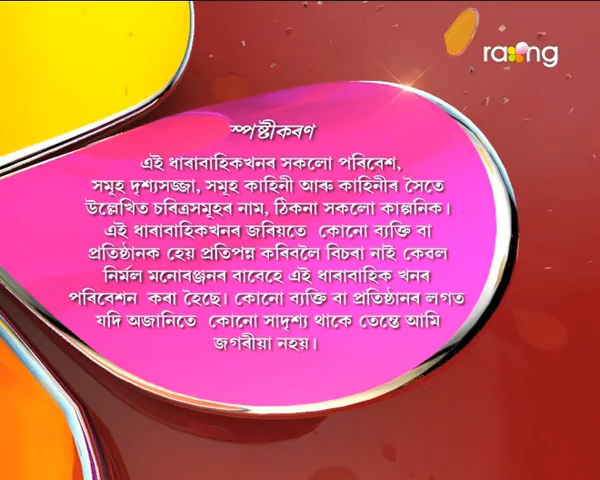 rang
স্পষ্টীকৰণ
এই ধাৰাবাহিকখনৰ সকলো পৰিবেশ,
সমূহ দৃশ্যসজ্জা, সমূহ কাহিনী আৰু কাহিনীৰ সৈতে
উল্লেখিত চৰিত্ৰসমূহৰ নাম, ঠিকনা সকলো কাল্পনিক।
এই ধাৰাবাহিকখনৰ জৰিয়তে কোনো ব্যক্তি বা
প্ৰতিষ্ঠানক হেয় প্ৰতিপন্ন কৰিবলৈ বিচৰা নাই কেৱল
নিৰ্মল মনোৰঞ্জনৰ বাবেহে এই ধাৰাবাহিক খনৰ
পৰিবেশন কৰা হৈছে। কোনো ব্যক্তি বা প্ৰতিষ্ঠানৰ লগত
যদি অজানিতে কোনো সাদৃশ্য থাকে তেন্তে আমি
জগৰীয়া নহয়।